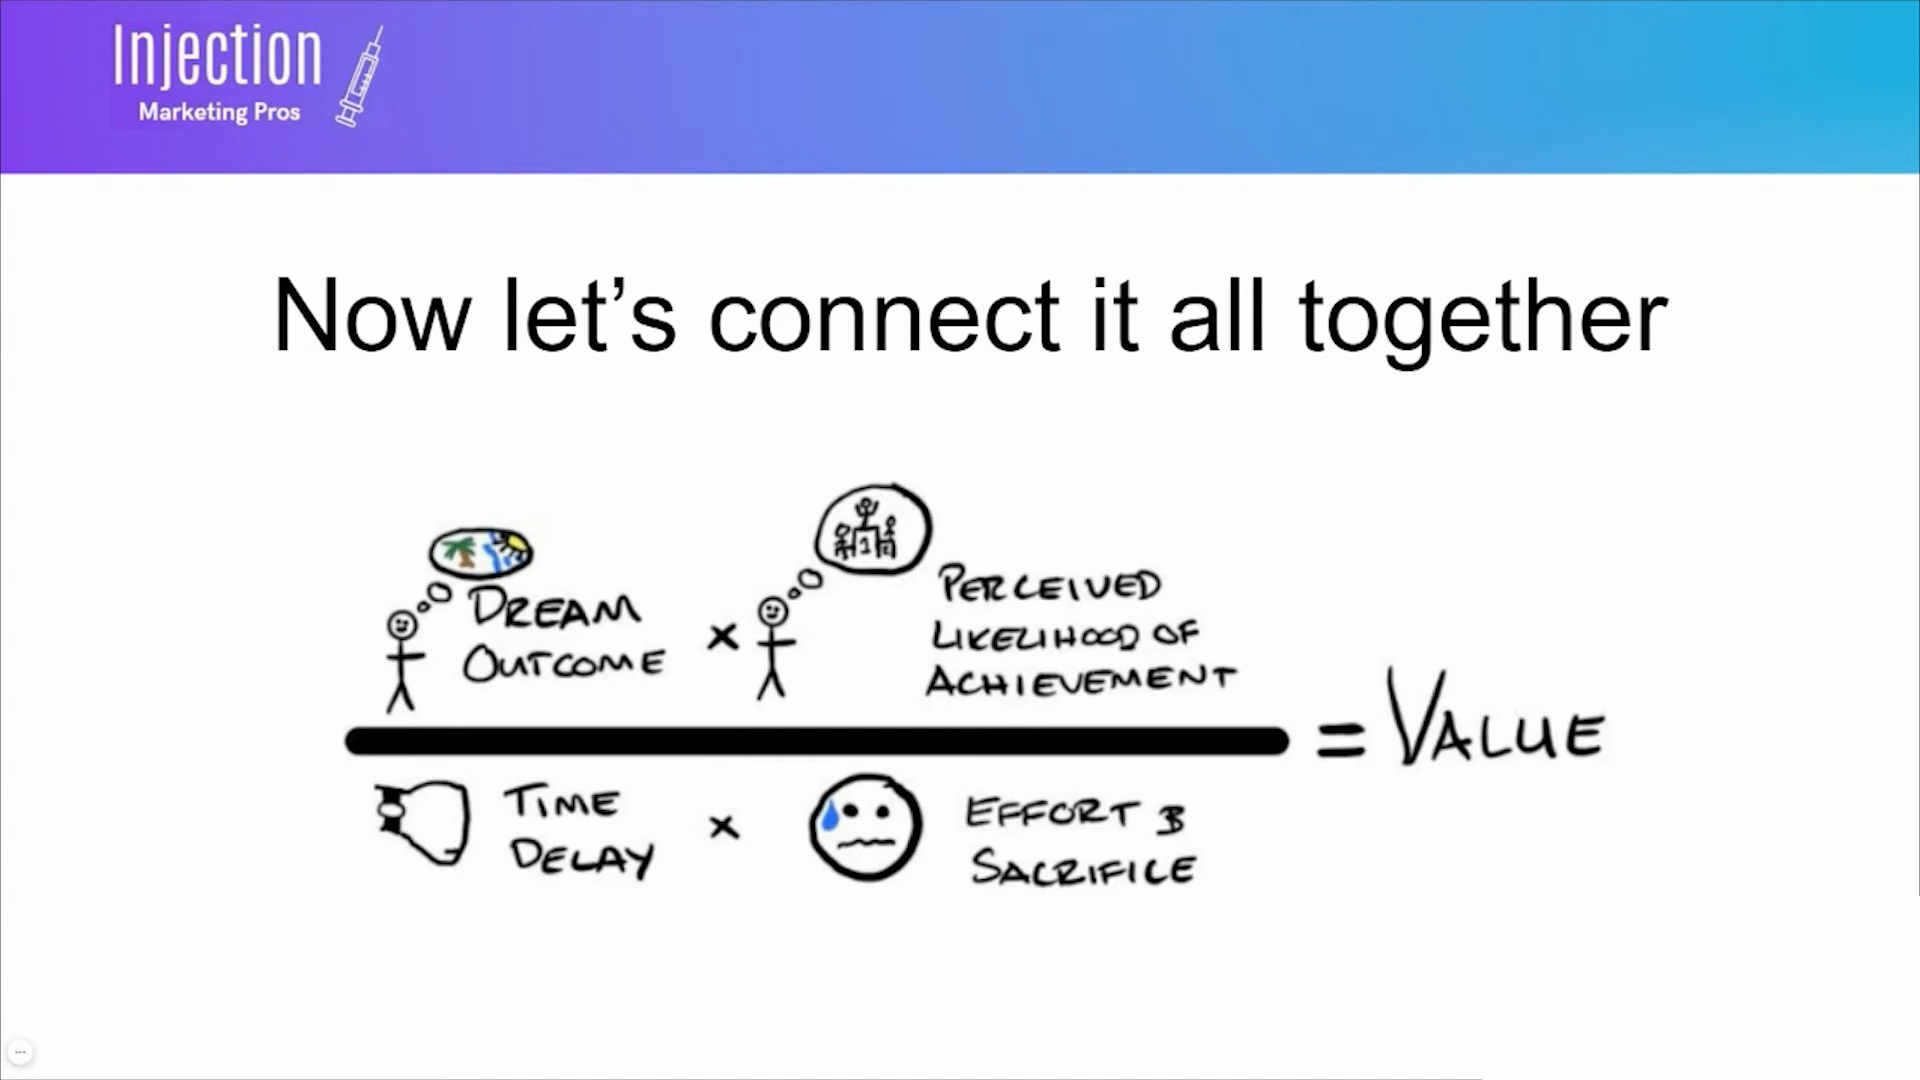 Injection
Marketing Pros
Now let's connect it all together
DREAM
OUTCOME
x
PERCEIVED
LIKELIHOOD OF
ACHIEVEMENT
= VALUE
TIME
DELAY
x
EFFORT &
SACRIFICE